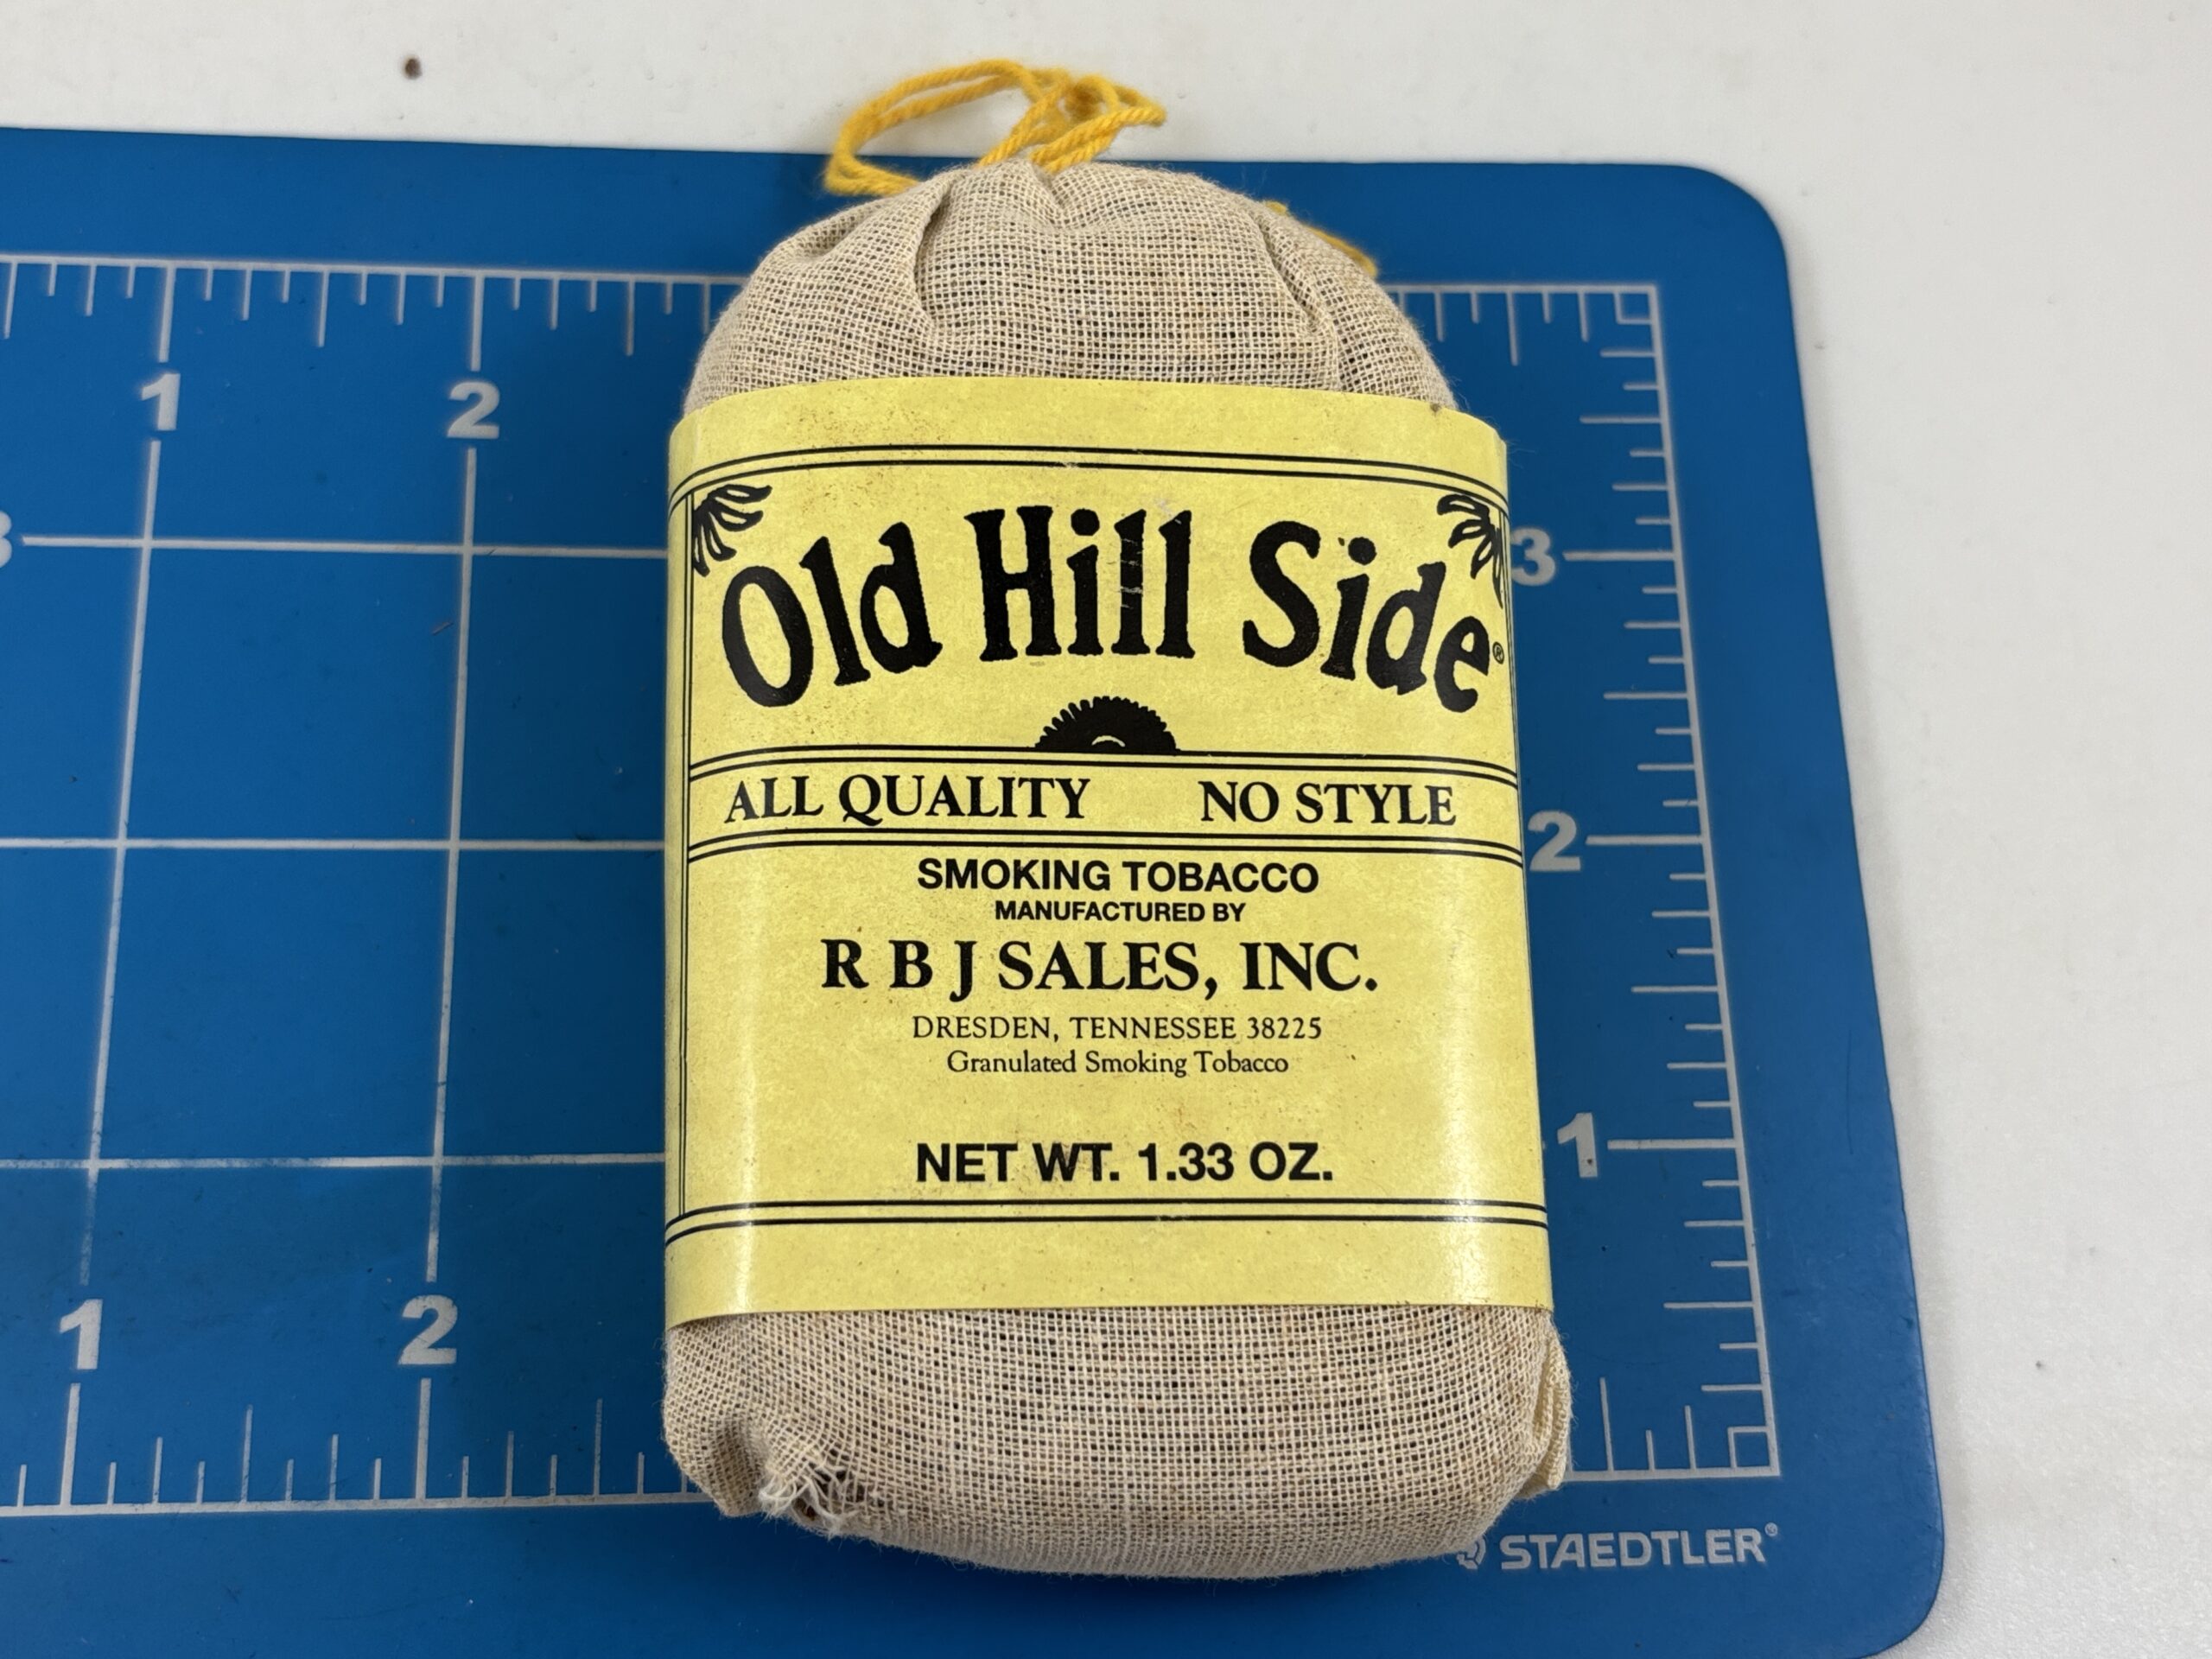 Old Hill Side®
ALL QUALITY NO STYLE
SMOKING TOBACCO
MANUFACTURED BY
R B J SALES, INC.
DRESDEN, TENNESSEE 38225
Granulated Smoking Tobacco
NET WT. 1.33 OZ.
1 2
3
3
2
1
1 2
STAEDTLER®